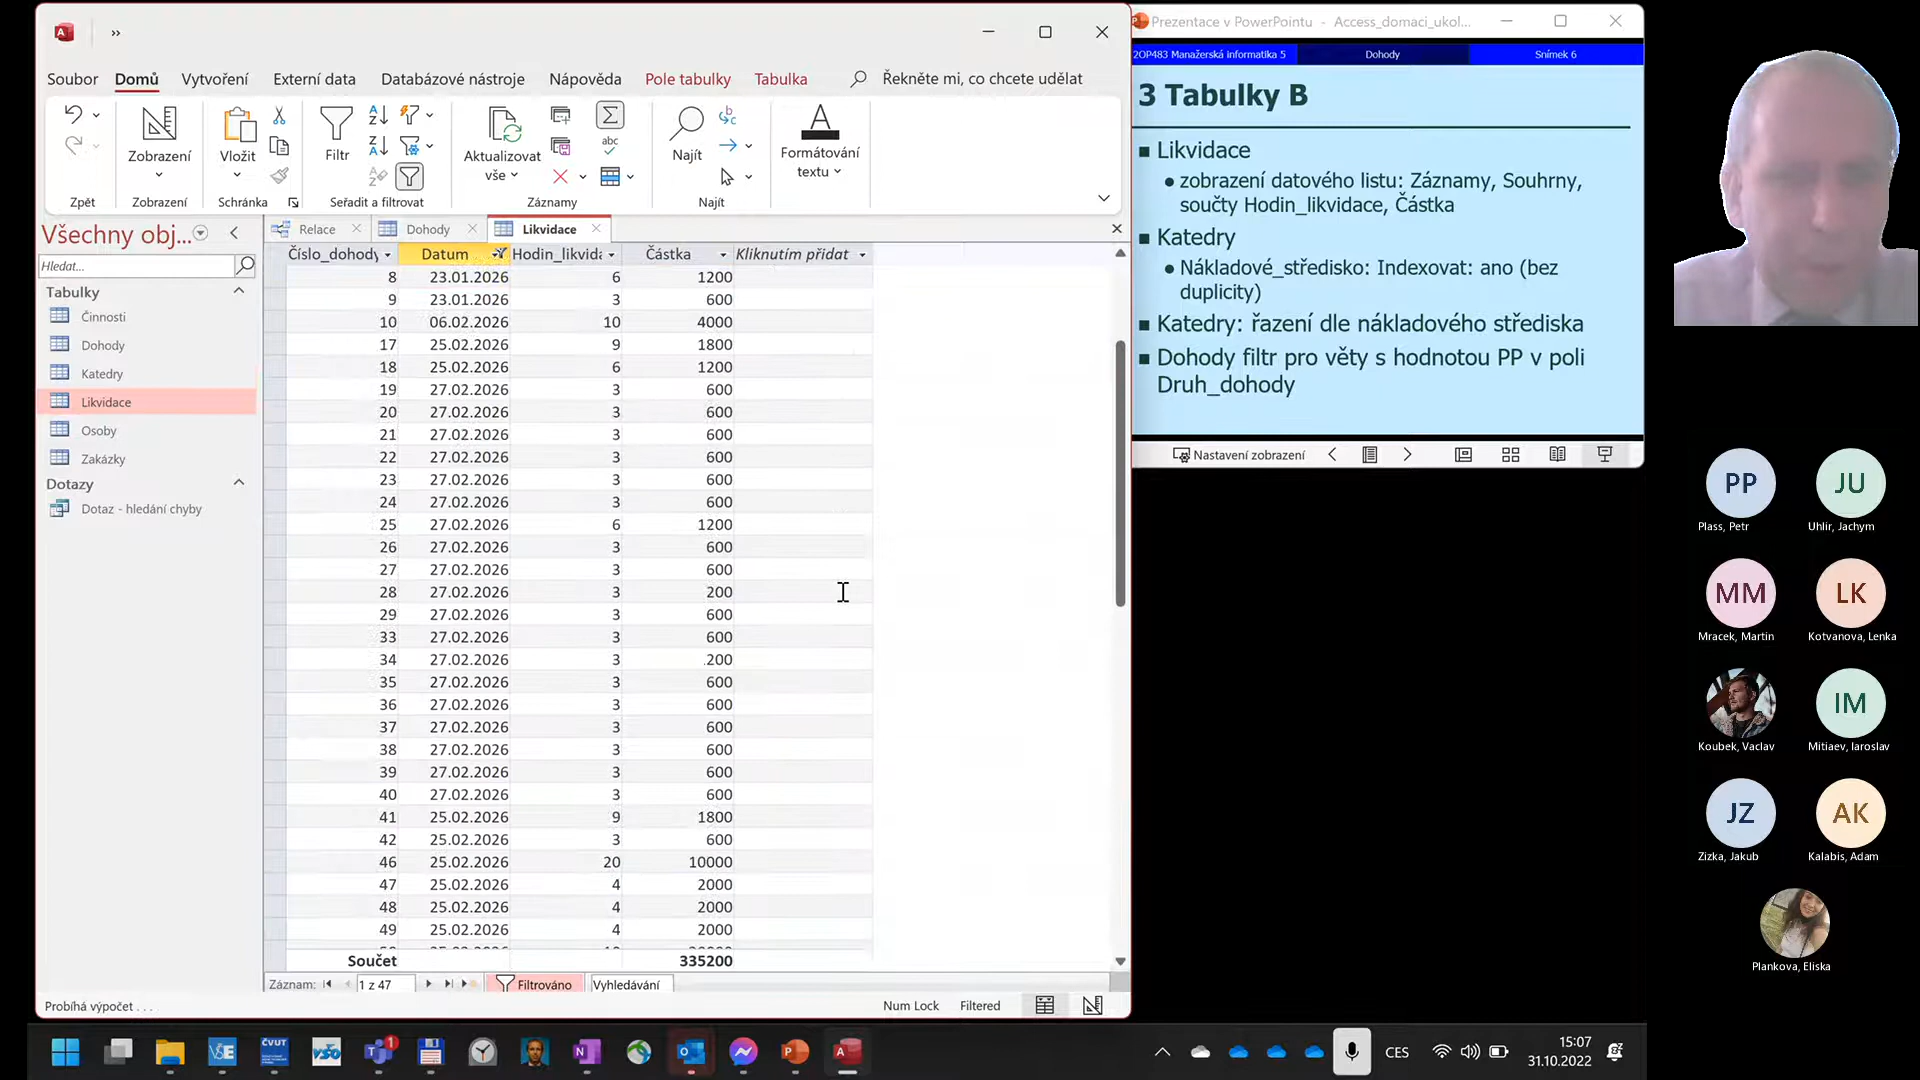 Prezentace v PowerPointu - Access_domaci_ukol...
2OP483 Manažerská informatika 5
Dohody
Snímek 6
Soubor
Domů
Vytvoření
Externí data
Databázové nástroje
Nápověda
Pole tabulky
Tabulka
Řekněte mi, co chcete udělat
Zobrazení
Vložit
Filtr
Aktualizovat
vše
Najít
Formátování
textu
Zpět
Zobrazení
Schránka
Seřadit a filtrovat
Záznamy
Najít
Všechny obj...
Hledat...
Tabulky
Činnosti
Dohody
Katedry
Likvidace
Osoby
Zakázky
Dotazy
Dotaz - hledání chyby
Relace
Dohody
Likvidace
Číslo_dohody Datum Hodin_likvida Částka Kliknutím přidat
8 23.01.2026 6 1200
9 23.01.2026 3 600
10 06.02.2026 10 4000
17 25.02.2026 9 1800
18 25.02.2026 6 1200
19 27.02.2026 3 600
20 27.02.2026 3 600
21 27.02.2026 3 600
22 27.02.2026 3 600
23 27.02.2026 3 600
24 27.02.2026 3 600
25 27.02.2026 6 1200
26 27.02.2026 3 600
27 27.02.2026 3 600
28 27.02.2026 3 200
29 27.02.2026 3 600
33 27.02.2026 3 600
34 27.02.2026 3 200
35 27.02.2026 3 600
36 27.02.2026 3 600
37 27.02.2026 3 600
38 27.02.2026 3 600
39 27.02.2026 3 600
40 27.02.2026 3 600
41 25.02.2026 9 1800
42 25.02.2026 3 600
46 25.02.2026 20 10000
47 25.02.2026 4 2000
48 25.02.2026 4 2000
49 25.02.2026 4 2000
Součet 335200
Záznam: 1 z 47 Filtrováno Vyhledávání
Probíhá výpočet . . .
Num Lock
Filtered
3 Tabulky B
Likvidace
zobrazení datového listu: Záznamy, Souhrny,
součty Hodin_likvidace, Částka
Katedry
Nákladové_středisko: Indexovat: ano (bez
duplicity)
Katedry: řazení dle nákladového střediska
Dohody filtr pro věty s hodnotou PP v poli
Druh_dohody
Nastavení zobrazení
PP
Plass, Petr
JU
Uhlir, Jachym
MM
Mracek, Martin
LK
Kotvanova, Lenka
Koubek, Vaclav
IM
Mitiaev, Iaroslav
JZ
Zizka, Jakub
AK
Kalabis, Adam
Plankova, Eliska
CES
15:07
31.10.2022